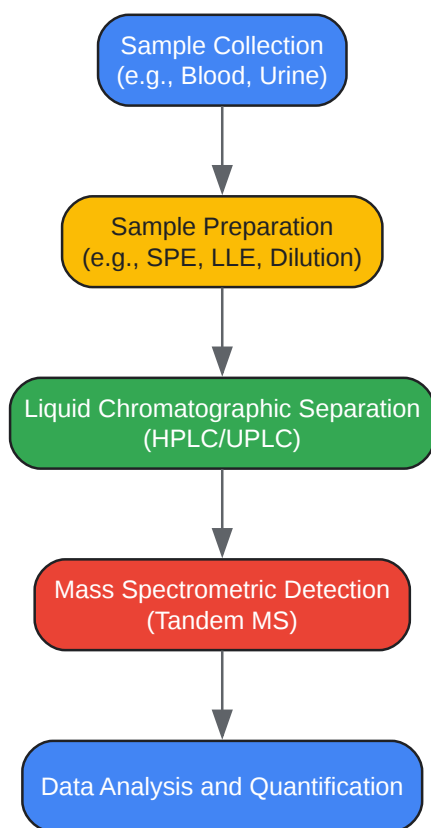 Sample Collection
(e.g., Blood, Urine)
Sample Preparation
(e.g., SPE, LLE, Dilution)
Liquid Chromatographic Separation
(HPLC/UPLC)
Mass Spectrometric Detection
(Tandem MS)
Data Analysis and Quantification